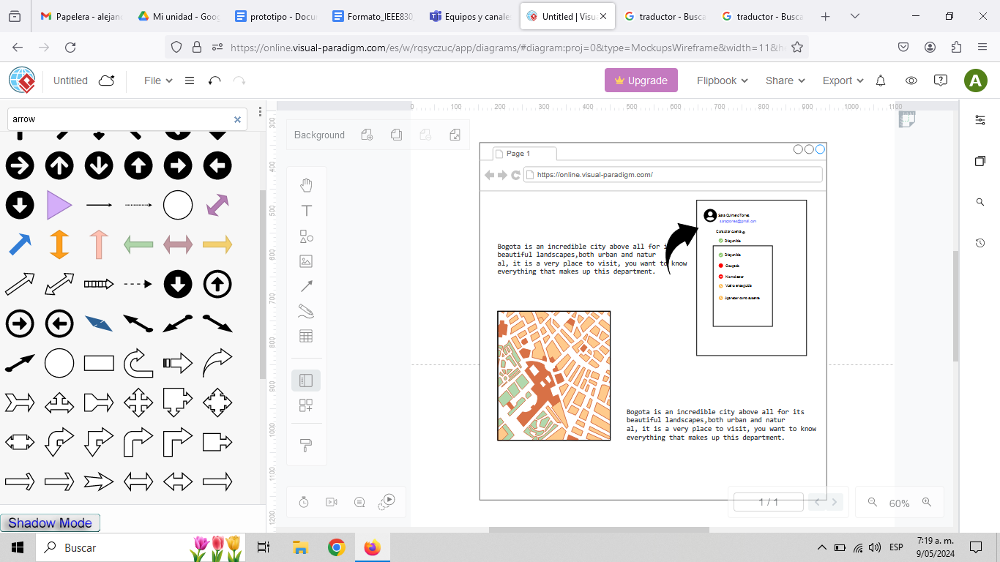 Papelera - alejan
Mi unidad - Goog
prototipo - Docu
Formato_IEEE830_
Equipos y canales
Untitled | Visua
traductor - Busca
traductor - Busca
https://online.visual-paradigm.com/es/w/rqsyczuc/app/diagrams/#diagram:proj=0&type=MockupsWireframe&width=11&he
Untitled
File
Upgrade
Flipbook
Share
Export
A
arrow
0 100 200 300 400 500 600 700 800 900 1000 1100
300
400
500
600
700
800
900
1000
1100
1200
Background
Page 1
https://online.visual-paradigm.com/
Sara Quintero Torres
Consultar cuenta
Disponible
Disponible
Ocupado
No molestar
Vuelvo enseguida
Aparecer como ausente
Bogota is an incredible city above all for i
beautiful landscapes,both urban and natur
al, it is a very place to visit, you want to know
everything that makes up this department.
Bogota is an incredible city above all for its
beautiful landscapes,both urban and natur
al, it is a very place to visit, you want to know
everything that makes up this department.
1 / 1
60%
Shadow Mode
Buscar
ESP
7:19 a. m.
9/05/2024